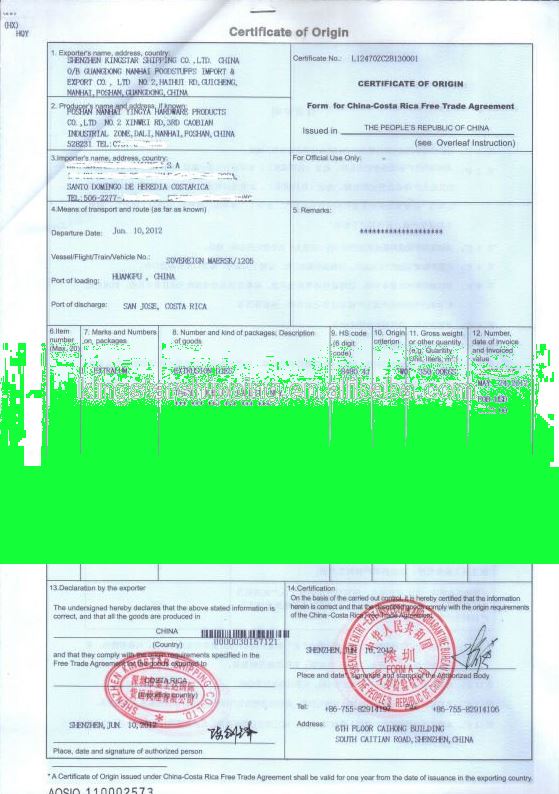 (HX)
HQY
Certificate of Origin
1. Exporter's name, address, country:
SHENZHEN KINGSTAR SHIPPING CO.,LTD. CHINA
O/B GUANGDONG NANHAI FOODSTUFFS IMPORT &
EXPORT CO., LTD NO.2,HAIHUI RD,GUICHENG,
NANHAI,FOSHAN,GUANGDONG,CHINA
Certificate No.: L12470ZC28130001
CERTIFICATE OF ORIGIN
Form for China-Costa Rica Free Trade Agreement
Issued in THE PEOPLE'S REPUBLIC OF CHINA
(see Overleaf Instruction)
2. Producer's name and address, if known:
FOSHAN NANHAI YINGYA HARDWARE PRODUCTS
CO.,LTD NO.2 XINWEI RD,3RD CAOBIAN
INDUSTRIAL ZONE,DALI,NANHAI,FOSHAN,CHINA
528231 TEL:
3.Importer's name, address, country:
S.A
SANTO DOMINGO DE HEREDIA COSTARICA
TEL:506-2277-
For Official Use Only:
4.Means of transport and route (as far as known)
Departure Date: Jun. 10,2012
Vessel/Flight/Train/Vehicle No.: SOVEREIGN MAERSK/1205
Port of loading: HUANGPU, CHINA
Port of discharge: SAN JOSE, COSTA RICA
5. Remarks:
********************
6.Item number (Max. 20)
7. Marks and Numbers on packages
8. Number and kind of packages; Description of goods
9. HS code (6 digit code)
10. Origin criterion
11. Gross weight or other quantity (e.g. Quantity
12. Number, date of invoice and invoiced value
kingstarshipping.en.alibaba.com
13.Declaration by the exporter
The undersigned hereby declares that the above stated information is
correct, and that all the goods are produced in
CHINA
(Country)
0000030157121
and that they comply with the origin requirements specified in the
Free Trade Agreement for the goods exported to
COSTA RICA
(Importing country)
SHENZHEN,JUN. 10,2012
Place, date and signature of authorized person
14.Certification
On the basis of the carried out control, it is hereby certified that the information
herein is correct and that the described goods comply with the origin requirements
of the China -Costa Rica Free Trade Agreement.
中华人民共和国
深圳
FORM A
SHENZHEN, JUN 10,2012
Place and date, signature and stamp of the Authorized Body
Tel: +86-755-82914197 Fax: +86-755-82914106
Address: 6TH FLOOR CAIHONG BUILDING
SOUTH CAITIAN ROAD,SHENZHEN,CHINA
* A Certificate of Origin issued under China-Costa Rica Free Trade Agreement shall be valid for one year from the date of issuance in the exporting country.
AQSIQ 110002573